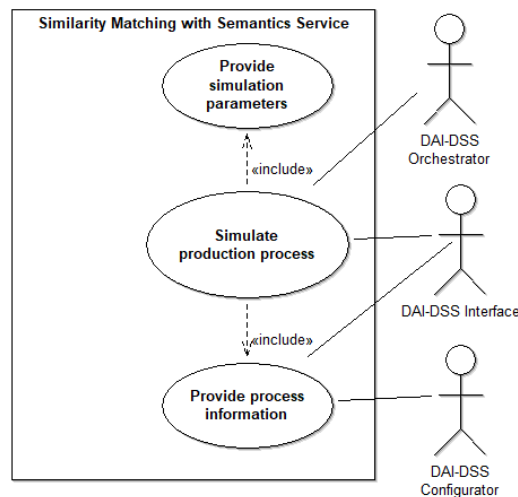 Similarity Matching with Semantics Service
Provide
simulation
parameters
DAI-DSS
Orchestrator
«include»
Simulate
production process
DAI-DSS Interface
«include»
Provide process
information
DAI-DSS
Configurator